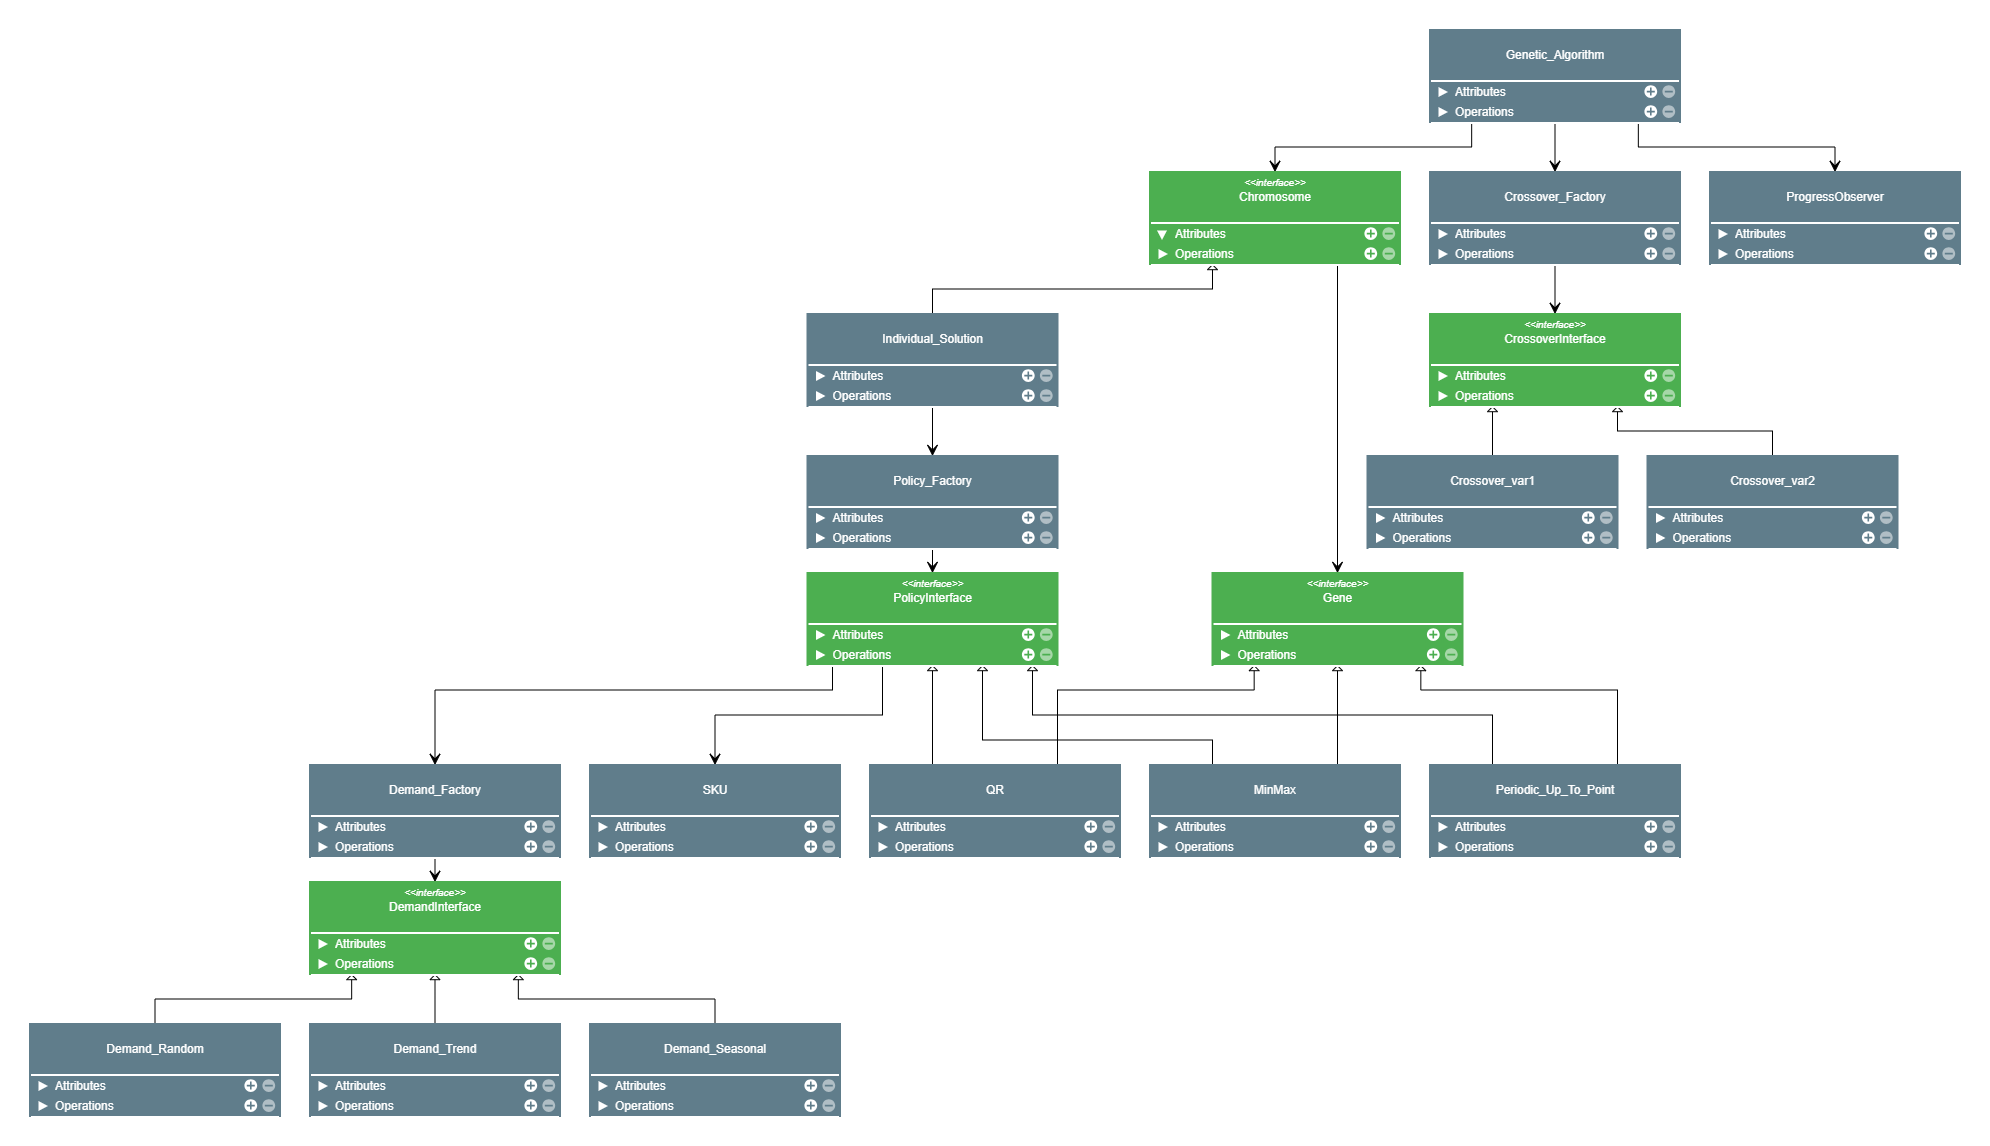 Genetic_Algorithm
Attributes
Operations
<<interface>>
Chromosome
Attributes
Operations
Crossover_Factory
Attributes
Operations
ProgressObserver
Attributes
Operations
Individual_Solution
Attributes
Operations
<<interface>>
CrossoverInterface
Attributes
Operations
Policy_Factory
Attributes
Operations
Crossover_var1
Attributes
Operations
Crossover_var2
Attributes
Operations
<<interface>>
PolicyInterface
Attributes
Operations
<<interface>>
Gene
Attributes
Operations
Demand_Factory
Attributes
Operations
SKU
Attributes
Operations
QR
Attributes
Operations
MinMax
Attributes
Operations
Periodic_Up_To_Point
Attributes
Operations
<<interface>>
DemandInterface
Attributes
Operations
Demand_Random
Attributes
Operations
Demand_Trend
Attributes
Operations
Demand_Seasonal
Attributes
Operations